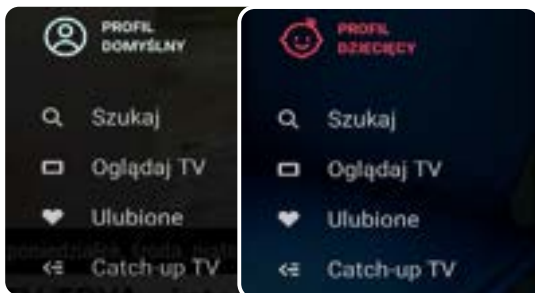 PROFIL
DOMYŚLNY
Szukaj
Oglądaj TV
Ulubione
Catch-up TV
PROFIL
DZIECIĘCY
Szukaj
Oglądaj TV
Ulubione
Catch-up TV